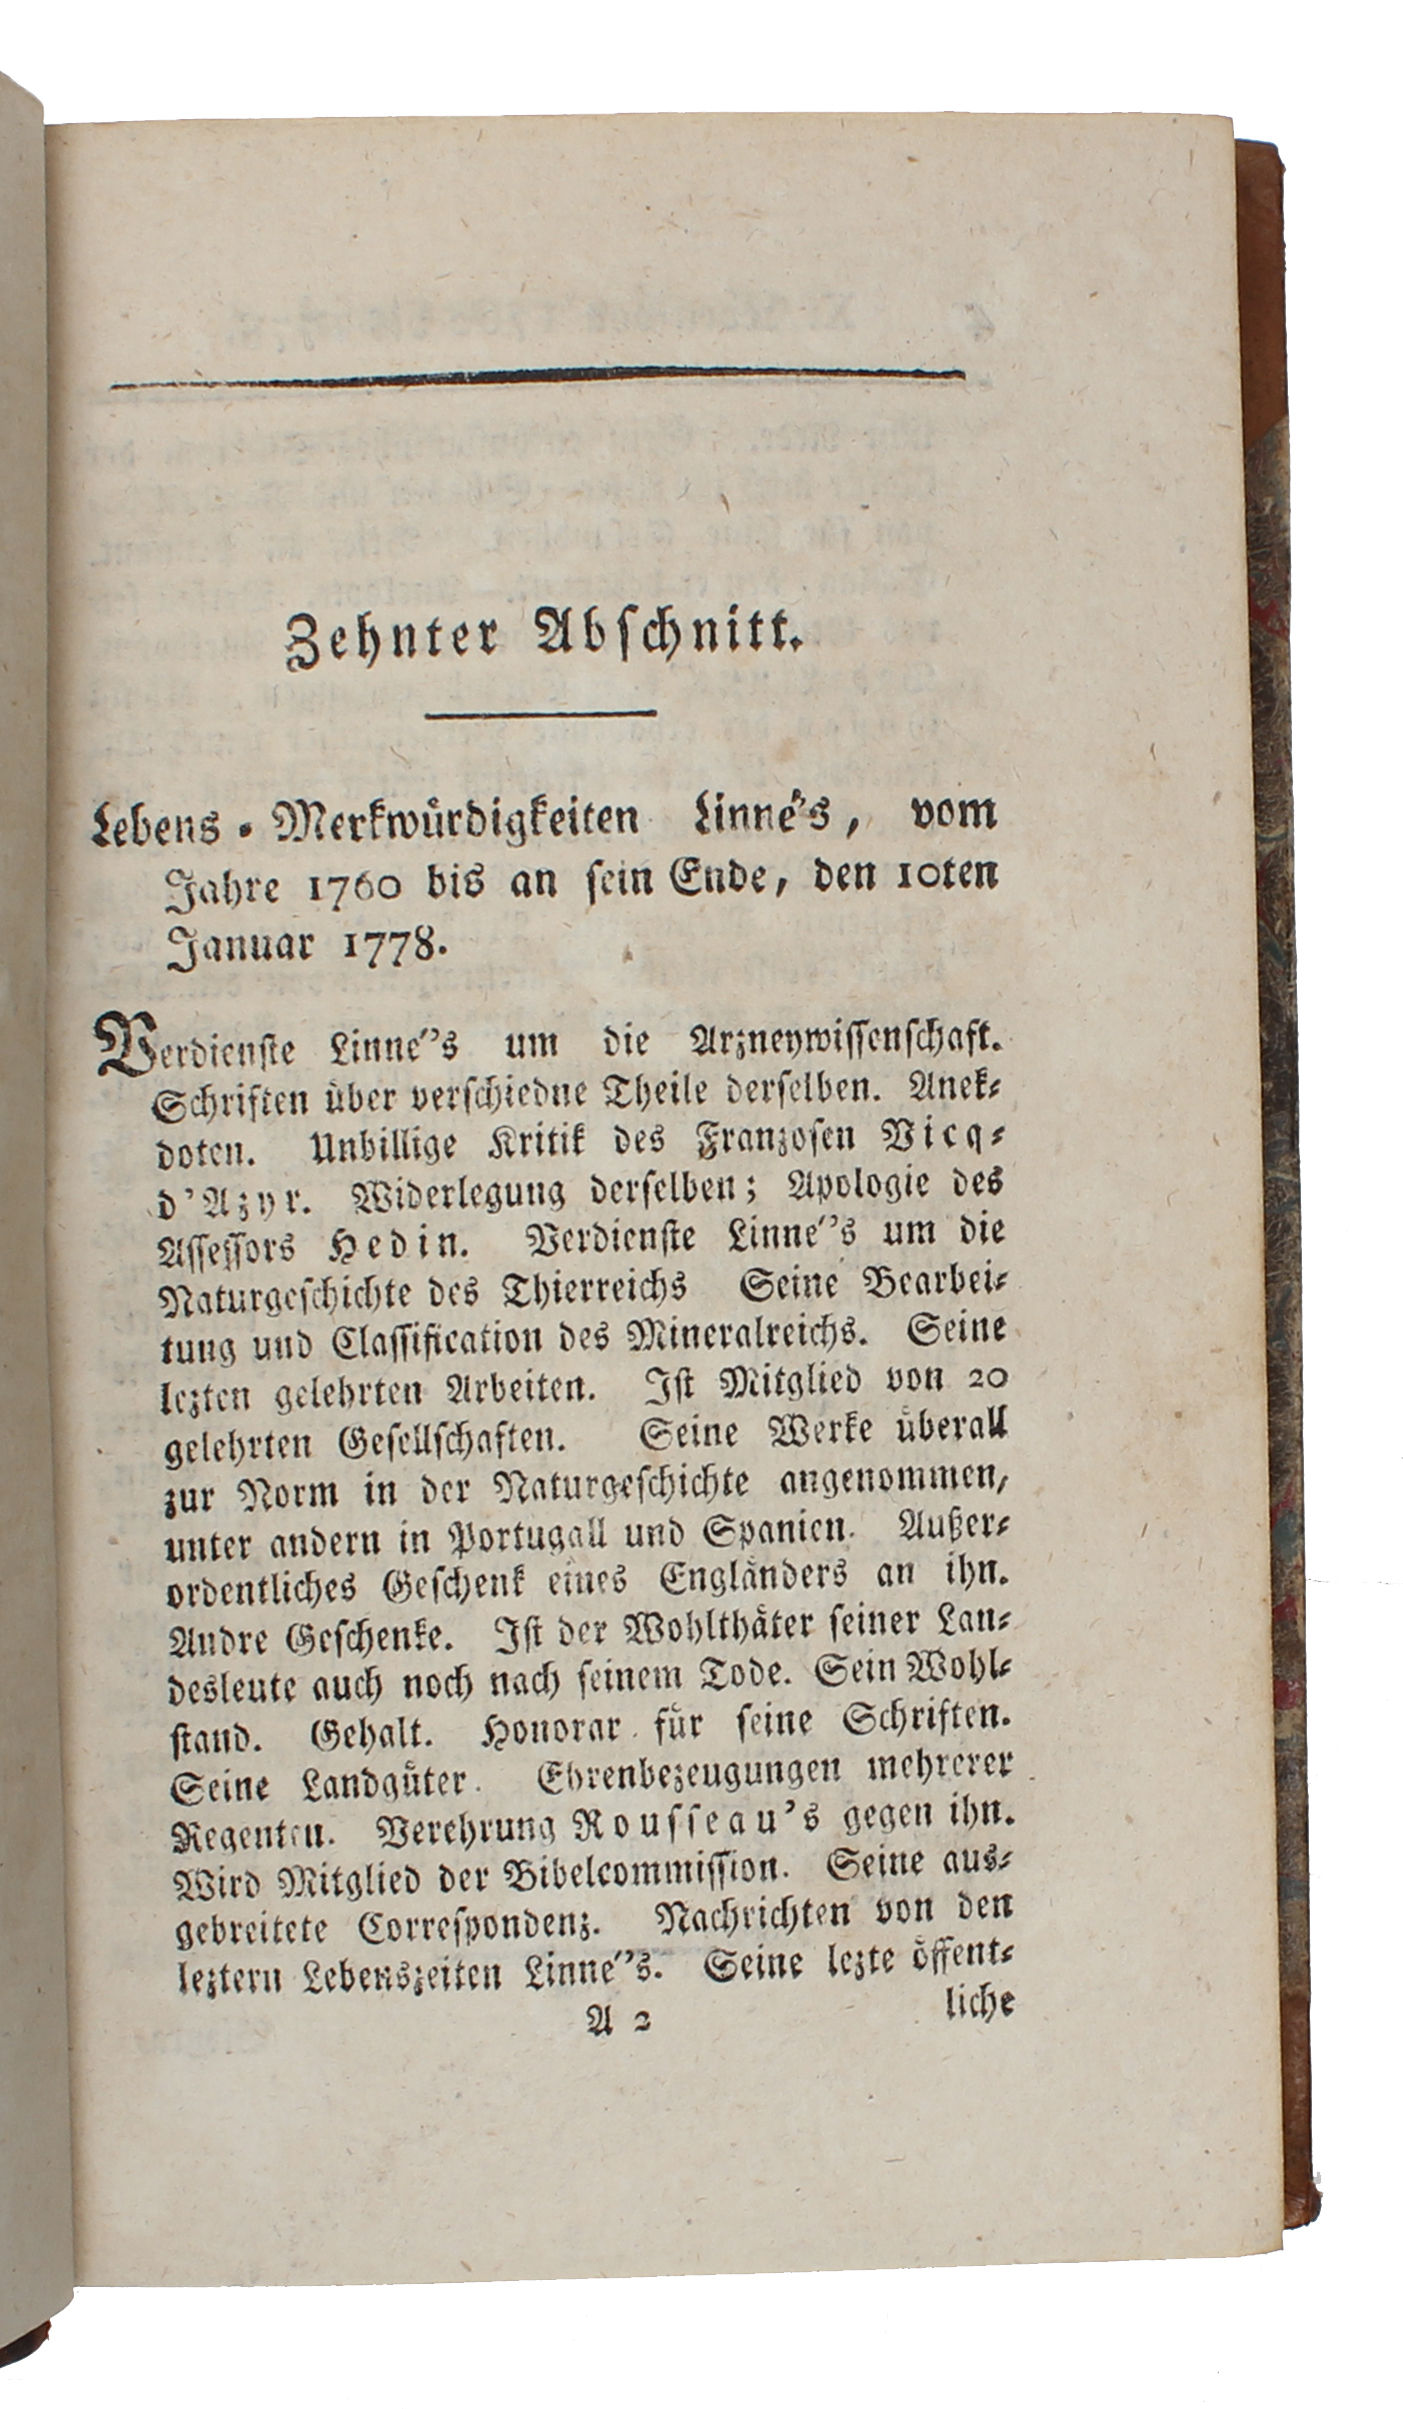 Zehnter Abschnitt.
Lebens-Merkwürdigkeiten Linné's, vom
Jahre 1760 bis an sein Ende, den 10ten
Januar 1778.
Verdienste Linné's um die Arzneywissenschaft.
Schriften über verschiedne Theile derselben. Anek-
doten. Unbillige Kritik des Franzosen Vicq-
d'Azyr. Widerlegung derselben; Apologie des
Assessors Hedin. Verdienste Linné's um die
Naturgeschichte des Thierreichs Seine Bearbei-
tung und Classification des Mineralreichs. Seine
lezten gelehrten Arbeiten. Ist Mitglied von 20
gelehrten Gesellschaften. Seine Werke überall
zur Norm in der Naturgeschichte angenommen,
unter andern in Portugall und Spanien. Außer-
ordentliches Geschenk eines Engländers an ihn.
Andre Geschenke. Ist der Wohlthäter seiner Lan-
desleute auch noch nach seinem Tode. Sein Wohl-
stand. Gehalt. Honorar für seine Schriften.
Seine Landgüter. Ehrenbezeugungen mehrerer
Regenten. Verehrung Rousseau's gegen ihn.
Wird Mitglied der Bibelcommission. Seine aus-
gebreitete Correspondenz. Nachrichten von den
leztern Lebenszeiten Linné's. Seine lezte öffent-
A 2 liche